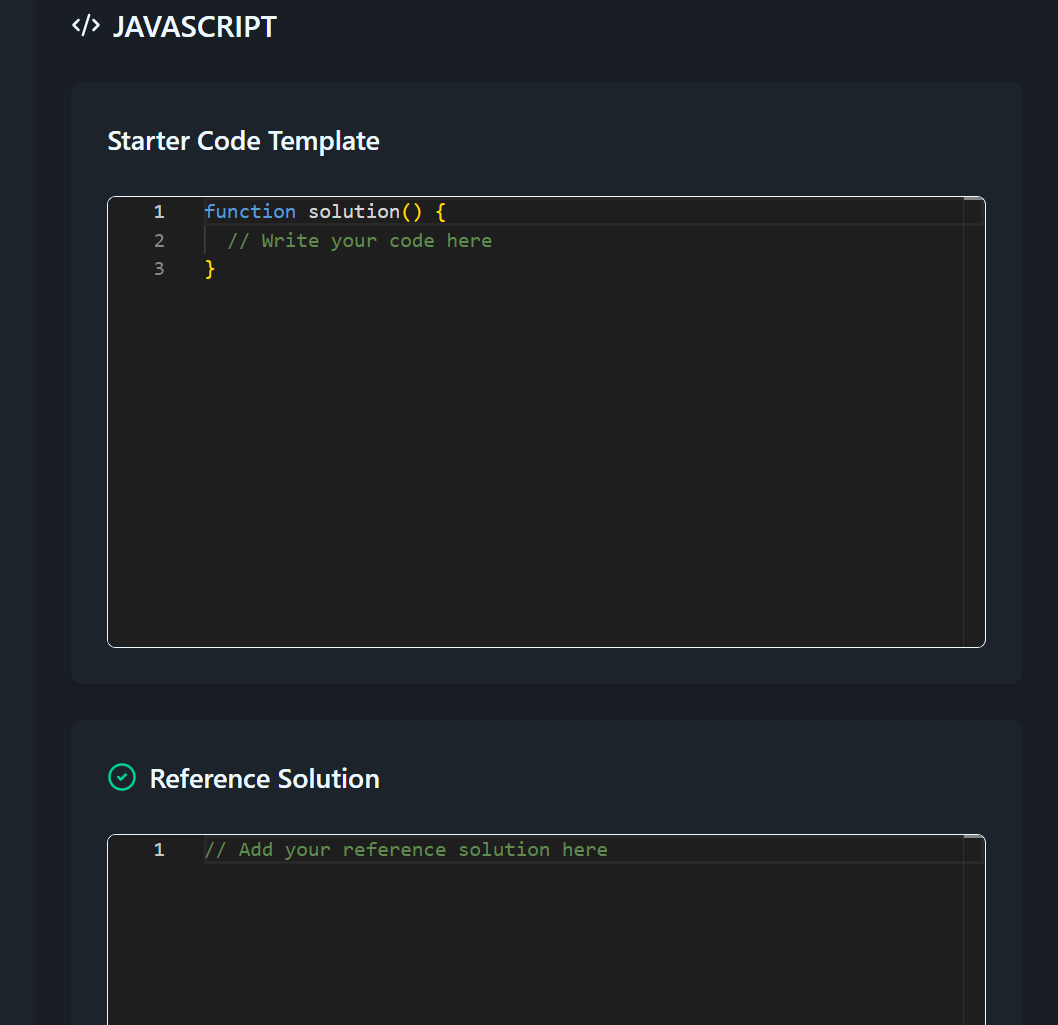 </> JAVASCRIPT
Starter Code Template
1 function solution() {
2   // Write your code here
3 }
Reference Solution
1 // Add your reference solution here